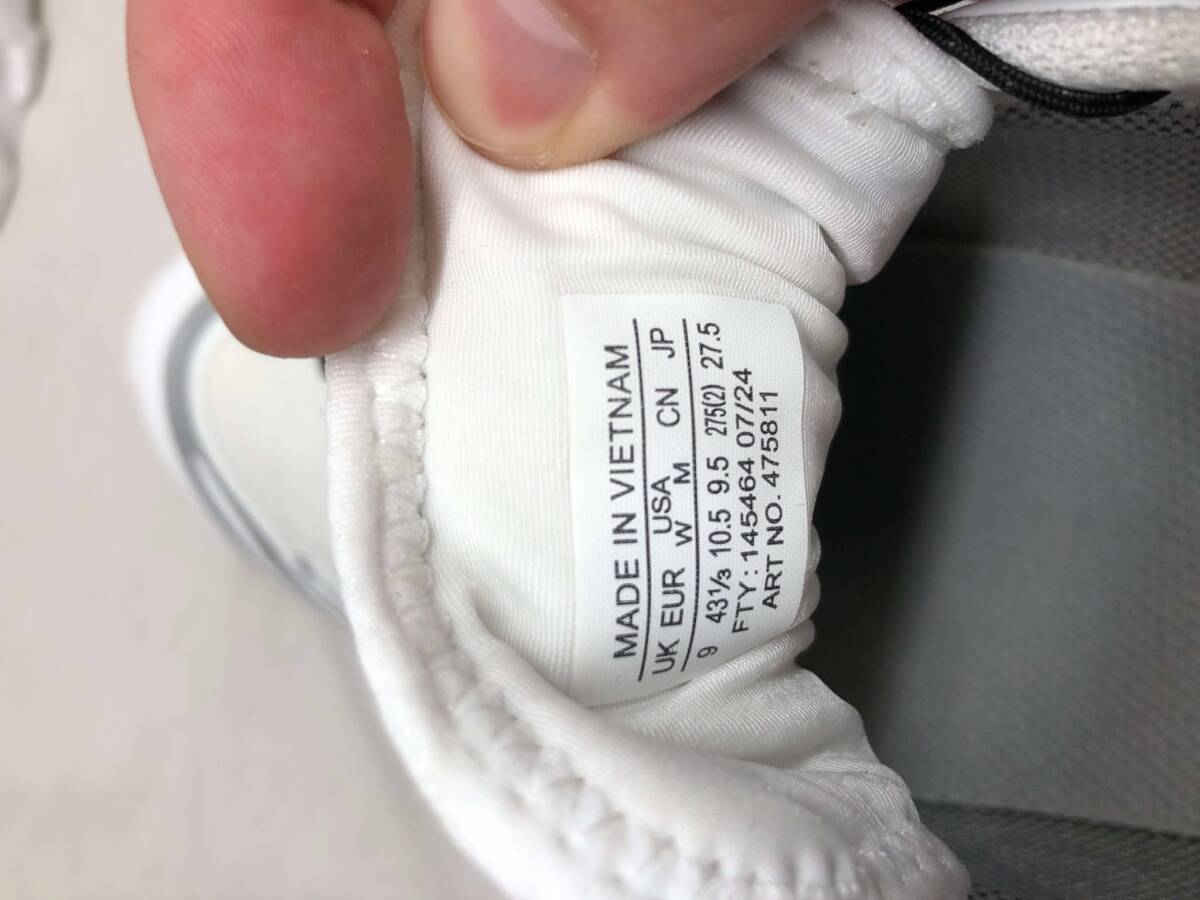 MADE IN VIETNAM
UK EUR USA CN JP
W M
9 43⅓ 10.5 9.5 275(2) 27.5
FTY: 145464 07/24
ART NO. 475811